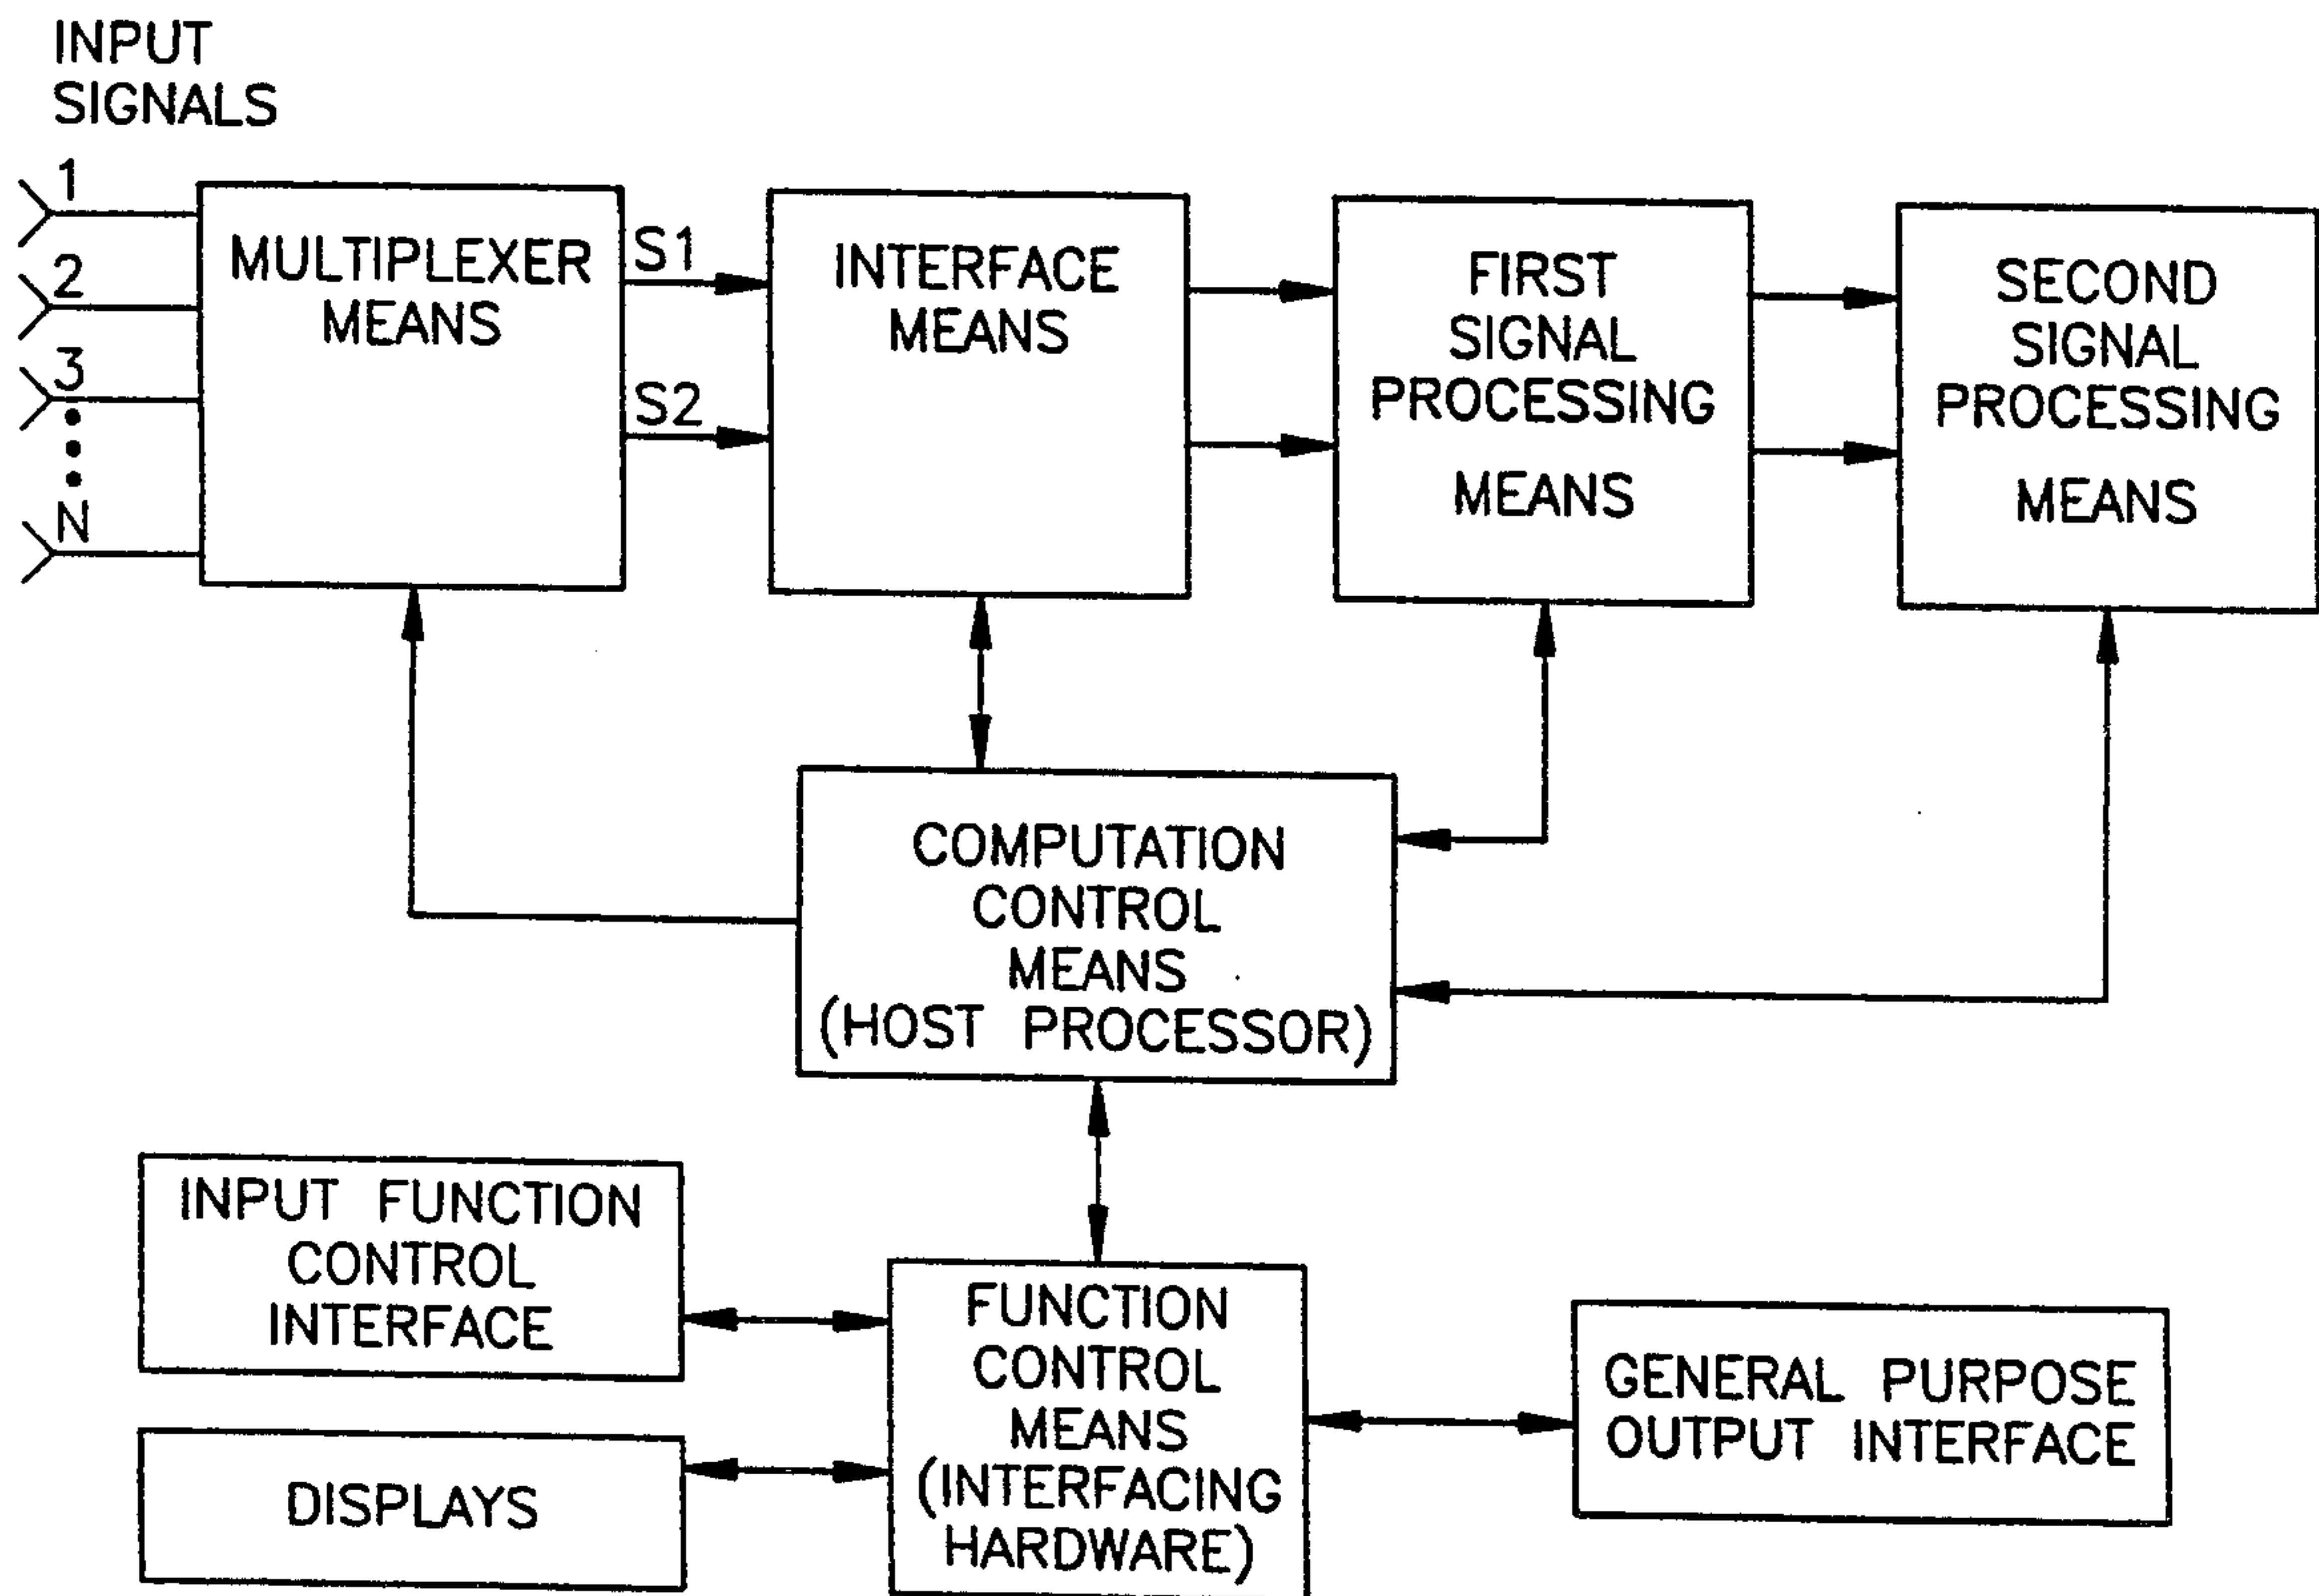 INPUT
SIGNALS
1
2
3
N
MULTIPLEXER
MEANS
S1
S2
INTERFACE
MEANS
FIRST
SIGNAL
PROCESSING
MEANS
SECOND
SIGNAL
PROCESSING
MEANS
COMPUTATION
CONTROL
MEANS
(HOST PROCESSOR)
INPUT FUNCTION
CONTROL
INTERFACE
DISPLAYS
FUNCTION
CONTROL
MEANS
(INTERFACING
HARDWARE)
GENERAL PURPOSE
OUTPUT INTERFACE